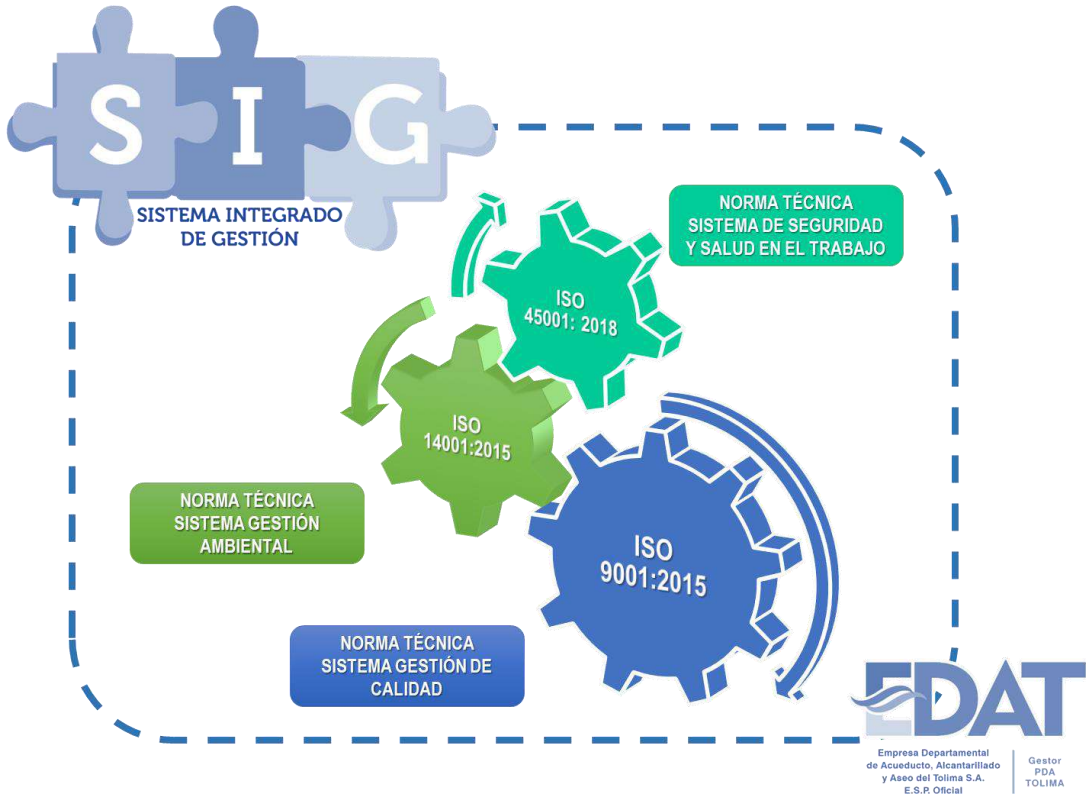 SIG
SISTEMA INTEGRADO
DE GESTIÓN
NORMA TÉCNICA
SISTEMA DE SEGURIDAD
Y SALUD EN EL TRABAJO
ISO
45001: 2018
ISO
14001:2015
NORMA TÉCNICA
SISTEMA GESTIÓN
AMBIENTAL
ISO
9001:2015
NORMA TÉCNICA
SISTEMA GESTIÓN DE
CALIDAD
EDAT
Empresa Departamental
de Acueducto, Alcantarillado
y Aseo del Tolima S.A.
E.S.P. Oficial
Gestor
PDA
TOLIMA